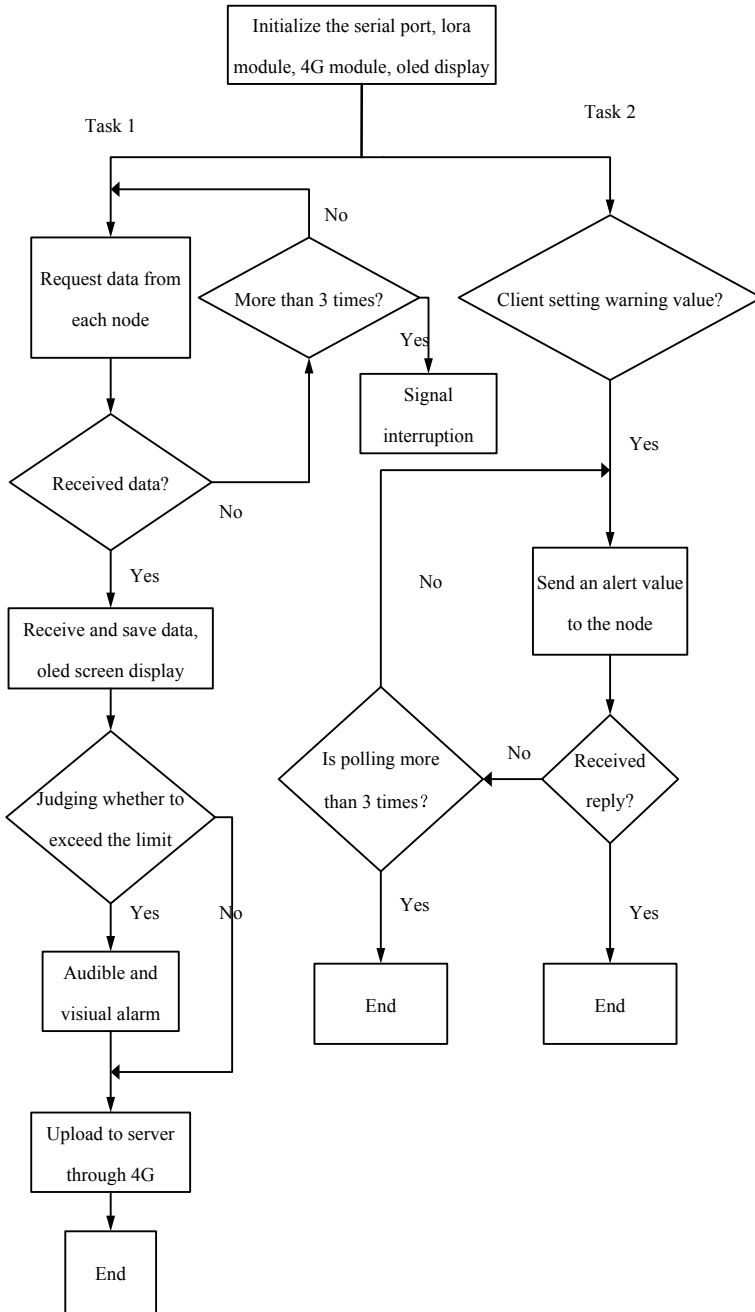 Initialize the serial port, lora
module, 4G module, oled display
Task 1
Task 2
No
Request data from
each node
More than 3 times?
Client setting warning value?
Yes
Signal
interruption
Received data?
No
Yes
Yes
No
Send an alert value
to the node
Receive and save data,
oled screen display
Is polling more
than 3 times?
No
Received
reply?
Judging whether to
exceed the limit
Yes
No
Yes
Yes
Audible and
visiual alarm
End
End
Upload to server
through 4G
End